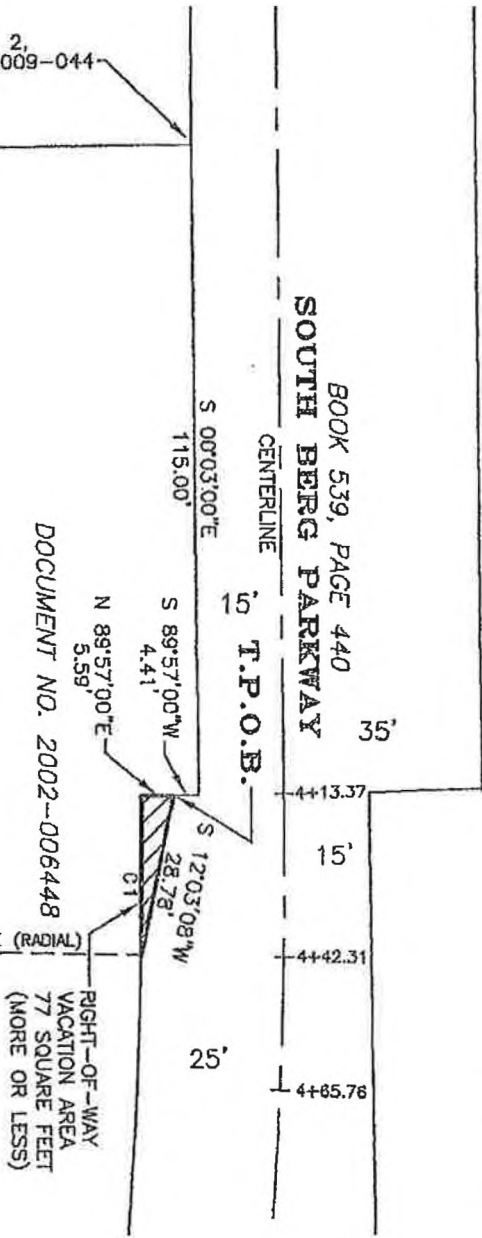 2,
009-044
BOOK 539, PAGE 440
SOUTH BERG PARKWAY
CENTERLINE
35'
15'
15'
25'
T.P.O.B.
4+13.37
4+42.31
4+65.76
S 00°03'00"E
115.00'
S 89°57'00"W
4.41'
N 89°57'00"E
5.59'
S 12°03'08"W
28.78'
C1
DOCUMENT NO. 2002-006448
(RADIAL)
RIGHT-OF-WAY
VACATION AREA
77 SQUARE FEET
(MORE OR LESS)